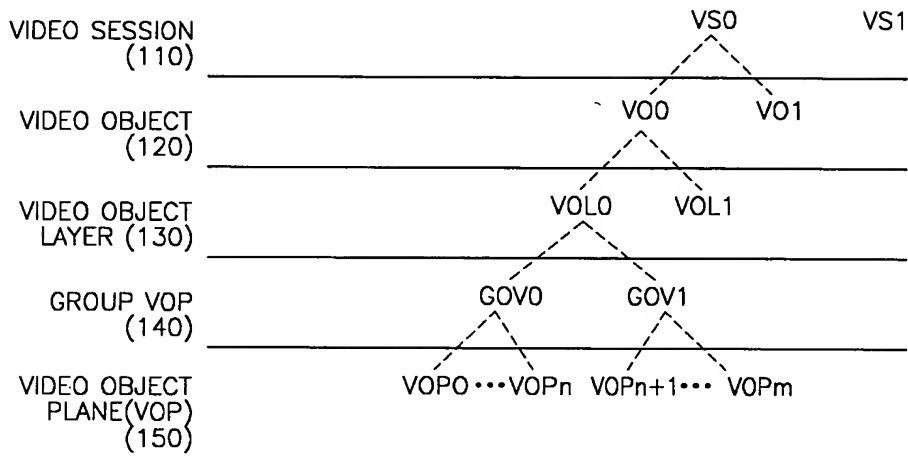 VIDEO SESSION
(110)
VS0 VS1
VIDEO OBJECT
(120)
VO0 VO1
VIDEO OBJECT
LAYER (130)
VOL0 VOL1
GROUP VOP
(140)
GOV0 GOV1
VIDEO OBJECT
PLANE(VOP)
(150)
VOP0•••VOPn VOPn+1••• VOPm